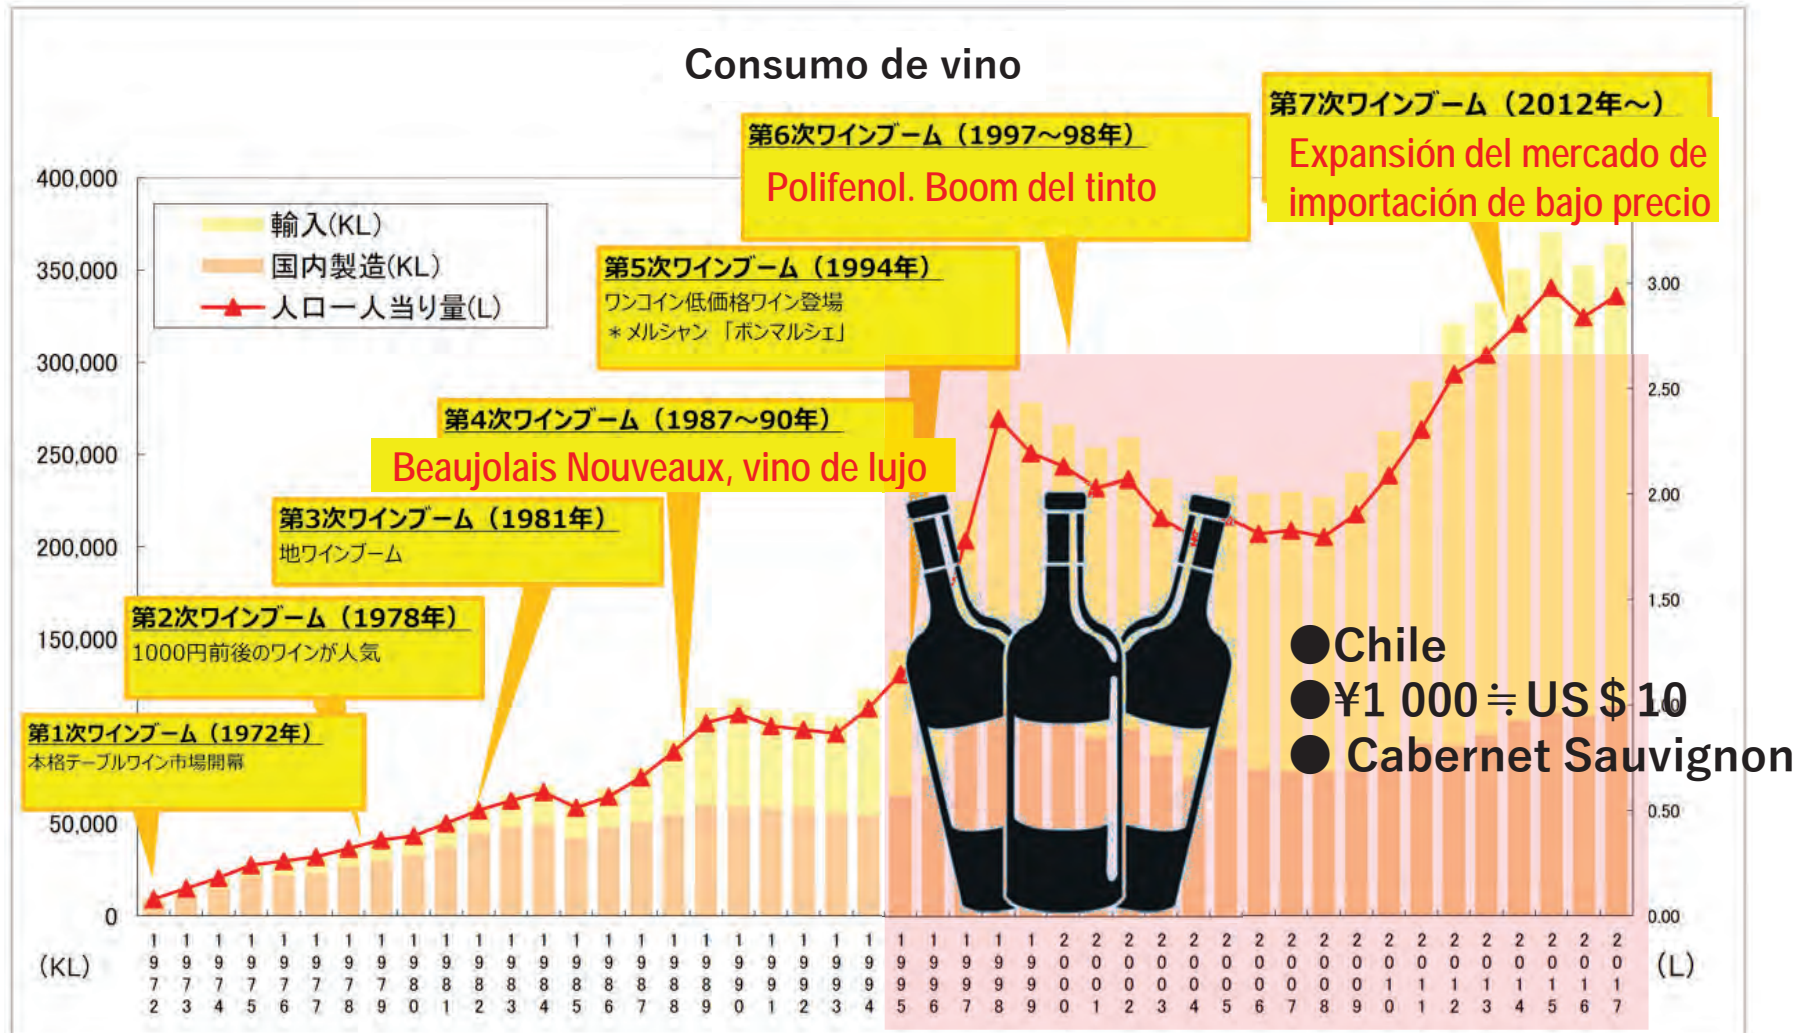 Consumo de vino
第7次ワインブーム（2012年～）
Expansión del mercado de
importación de bajo precio
第6次ワインブーム（1997～98年）
Polifenol. Boom del tinto
第5次ワインブーム（1994年）
ワンコイン低価格ワイン登場
＊メルシャン 「ボンマルシェ」
第4次ワインブーム（1987～90年）
Beaujolais Nouveaux, vino de lujo
第3次ワインブーム（1981年）
地ワインブーム
第2次ワインブーム（1978年）
1000円前後のワインが人気
第1次ワインブーム（1972年）
本格テーブルワイン市場開幕
輸入(KL)
国内製造(KL)
人口一人当り量(L)
400,000
350,000
300,000
250,000
200,000
150,000
50,000
0
(KL)
3.00
2.50
2.00
1.50
1.00
0.50
0.00
(L)
●Chile
●¥1 000≒US $ 10
● Cabernet Sauvignon
1972
1973
1974
1975
1976
1977
1978
1979
1980
1981
1982
1983
1984
1985
1986
1987
1988
1989
1990
1991
1992
1993
1994
1995
1996
1997
1998
1999
2000
2001
2002
2003
2004
2005
2006
2007
2008
2009
2010
2011
2012
2013
2014
2015
2016
2017